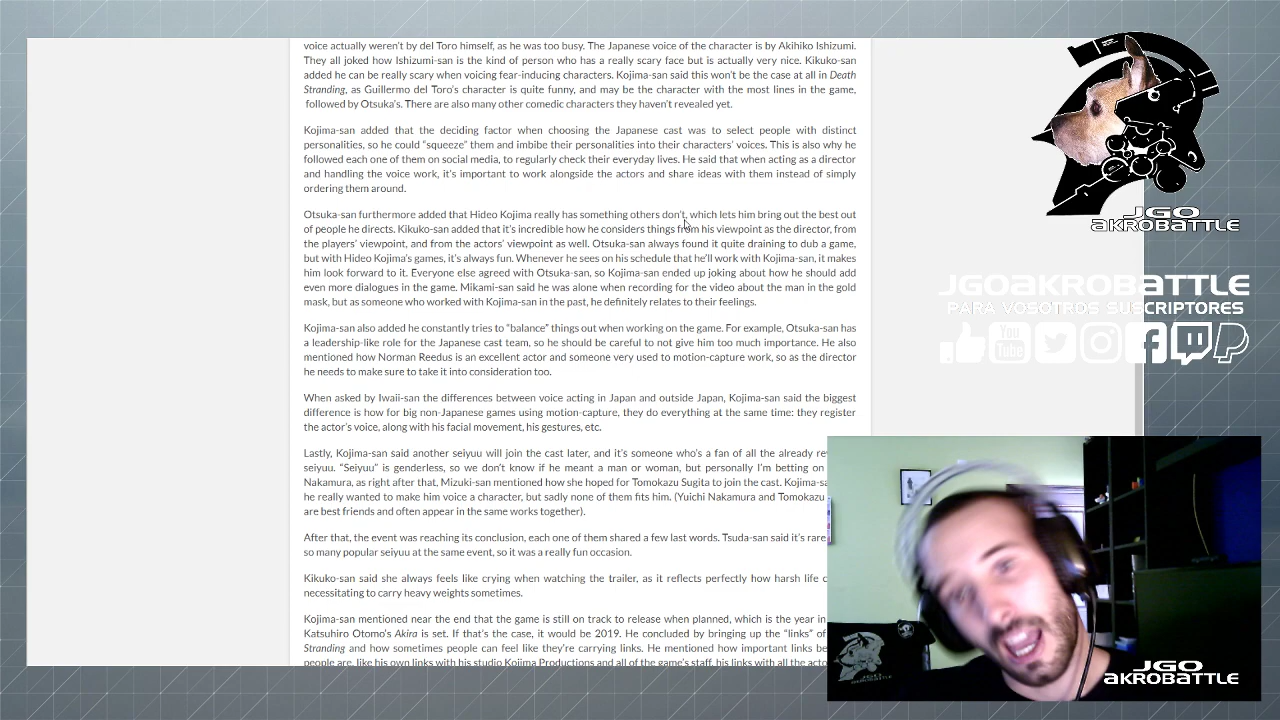 voice actually weren't by del Toro himself, as he was too busy. The Japanese voice of the character is by Akihiko Ishizumi.
They all joked how Ishizumi-san is the kind of person who has a really scary face but is actually very nice. Kikuko-san
added he can be really scary when voicing fear-inducing characters. Kojima-san said this won't be the case at all in Death
Stranding, as Guillermo del Toro's character is quite funny, and may be the character with the most lines in the game,
followed by Otsuka's. There are also many other comedic characters they haven't revealed yet.
Kojima-san added that the deciding factor when choosing the Japanese cast was to select people with distinct
personalities, so he could "squeeze" them and imbibe their personalities into their characters' voices. This is also why he
followed each one of them on social media, to regularly check their everyday lives. He said that when acting as a director
and handling the voice work, it's important to work alongside the actors and share ideas with them instead of simply
ordering them around.
Otsuka-san furthermore added that Hideo Kojima really has something others don't, which lets him bring out the best out
of people he directs. Kikuko-san added that it's incredible how he considers things from his viewpoint as the director, from
the players' viewpoint, and from the actors' viewpoint as well. Otsuka-san always found it quite draining to dub a game,
but with Hideo Kojima's games, it's always fun. Whenever he sees on his schedule that he'll work with Kojima-san, it makes
him look forward to it. Everyone else agreed with Otsuka-san, so Kojima-san ended up joking about how he should add
even more dialogues in the game. Mikami-san said he was alone when recording for the video about the man in the gold
mask, but as someone who worked with Kojima-san in the past, he definitely relates to their feelings.
Kojima-san also added he constantly tries to "balance" things out when working on the game. For example, Otsuka-san has
a leadership-like role for the Japanese cast team, so he should be careful to not give him too much importance. He also
mentioned how Norman Reedus is an excellent actor and someone very used to motion-capture work, so as the director
he needs to make sure to take it into consideration too.
When asked by Iwaii-san the differences between voice acting in Japan and outside Japan, Kojima-san said the biggest
difference is how for big non-Japanese games using motion-capture, they do everything at the same time: they register
the actor's voice, along with his facial movement, his gestures, etc.
Lastly, Kojima-san said another seiyuu will join the cast later, and it's someone who's a fan of all the already
seiyuu. "Seiyuu" is genderless, so we don't know if he meant a man or woman, but personally I'm betting on
Nakamura, as right after that, Mizuki-san mentioned how she hoped for Tomokazu Sugita to join the cast.
he really wanted to make him voice a character, but sadly none of them fits him. (Yuichi Nakamura and Tomokazu
are best friends and often appear in the same works together).
After that, the event was reaching its conclusion, each one of them shared a few last words. Tsuda-san said it's rare
so many popular seiyuu at the same event, so it was a really fun occasion.
Kikuko-san said she always feels like crying when watching the trailer, as it reflects perfectly how harsh life
necessitating to carry heavy weights sometimes.
Kojima-san mentioned near the end that the game is still on track to release when planned, which is the year in
Katsuhiro Otomo's Akira is set. If that's the case, it would be 2019. He concluded by bringing up the "links" of
Stranding and how sometimes people can feel like they're carrying links. He mentioned how important links
people are, like his own links with his studio Kojima Productions and all of the game's staff, his links with all the
JGO
AKROBATTLE
JGOAKROBATTLE
PARA VOSOTROS SUSCRIPTORES
You
Tube
JGO
AKROBATTLE